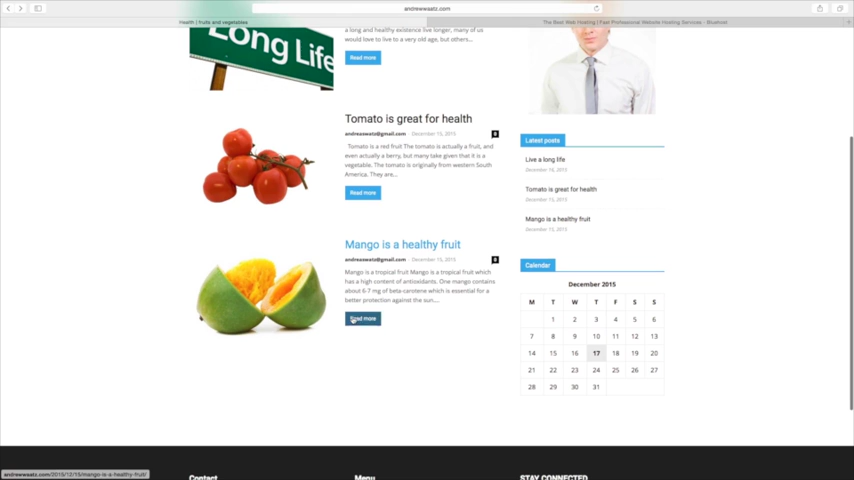 andrewwaatz.com
Health | fruits and vegetables
The Best Web Hosting | Fast Professional Website Hosting Services - Bluehost
Long Life
a long and healthy existence live longer, many of us
would love to live to a very old age, but others...
Read more
Tomato is great for health
andreaswatz@gmail.com - December 15, 2015 0
Tomato is a red fruit The tomato is actually a fruit, and
even actually a berry, but many take given that it is a
vegetable. The tomato is originally from western South
America. They are...
Read more
Mango is a healthy fruit
andreaswatz@gmail.com - December 15, 2015 0
Mango is a tropical fruit Mango is a tropical fruit which
has a high content of antioxidants. One mango contains
about 6-7 mg of beta-carotene which is essential for a
better protection against the sun....
Read more
Latest posts
Live a long life
December 16, 2015
Tomato is great for health
December 15, 2015
Mango is a healthy fruit
December 15, 2015
Calendar
December 2015
M T W T F S S
1 2 3 4 5 6
7 8 9 10 11 12 13
14 15 16 17 18 19 20
21 22 23 24 25 26 27
28 29 30 31
Contact Menu STAY CONNECTED
andrewwaatz.com/2015/12/15/mango-is-a-healthy-fruit/